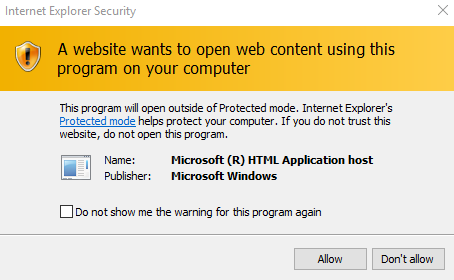 Internet Explorer Security
A website wants to open web content using this
program on your computer
This program will open outside of Protected mode. Internet Explorer's
Protected mode helps protect your computer. If you do not trust this
website, do not open this program.
Name: Microsoft (R) HTML Application host
Publisher: Microsoft Windows
Do not show me the warning for this program again
Allow Don't allow